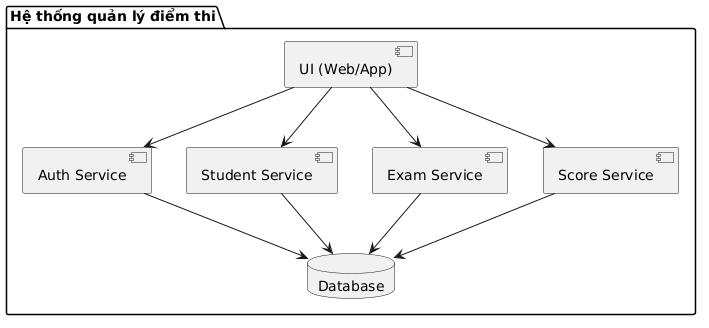 Hệ thống quản lý điểm thi
UI (Web/App)
Auth Service
Student Service
Exam Service
Score Service
Database